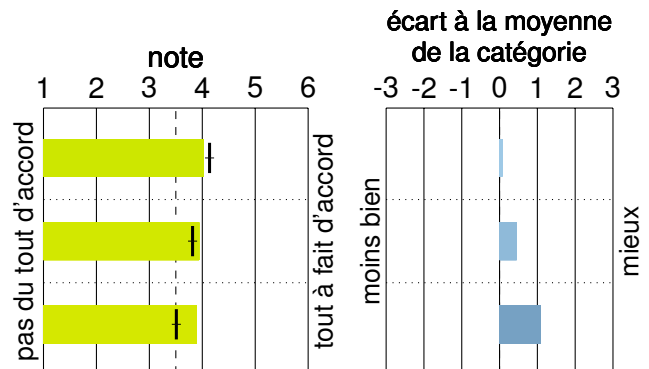 note
1 2 3 4 5 6
pas du tout d'accord
tout à fait d'accord
écart à la moyenne
de la catégorie
-3 -2 -1 0 1 2 3
moins bien
mieux